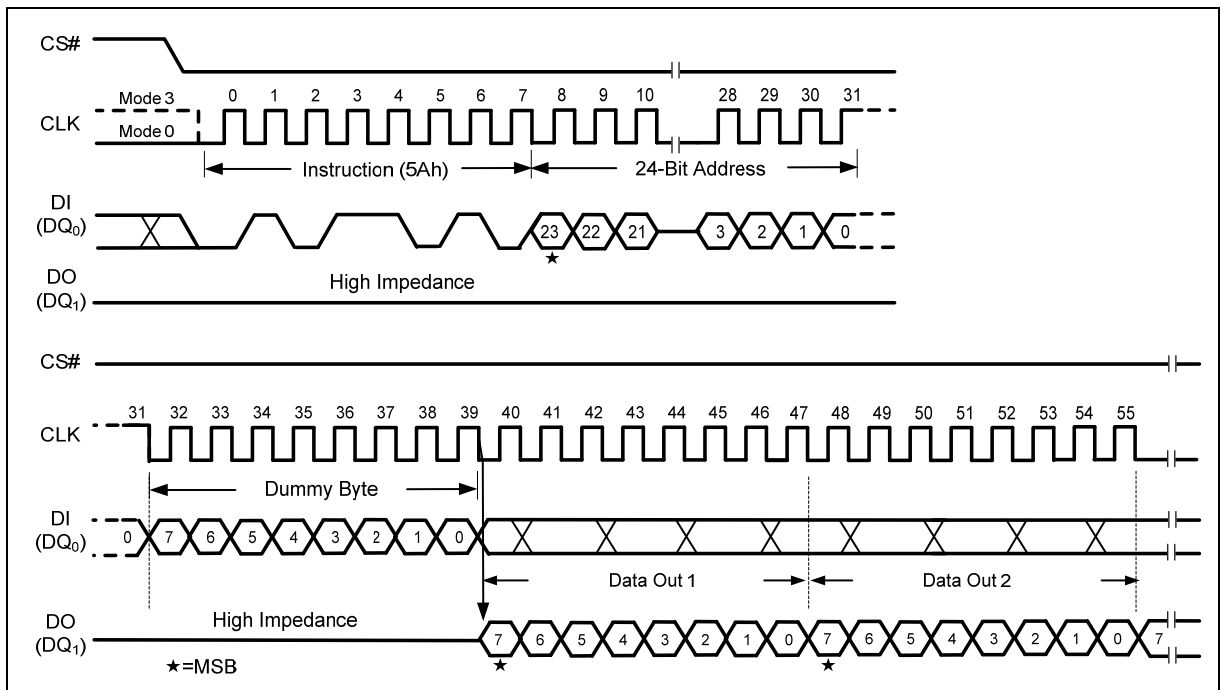 CS#
Mode 3 0 1 2 3 4 5 6 7 8 9 10 28 29 30 31
CLK
Mode 0
Instruction (5Ah) 24-Bit Address
DI
(DQ0) 23 22 21 3 2 1 0
★
DO
(DQ1) High Impedance
CS#
31 32 33 34 35 36 37 38 39 40 41 42 43 44 45 46 47 48 49 50 51 52 53 54 55
CLK
Dummy Byte
DI
(DQ0) 0 7 6 5 4 3 2 1 0
Data Out 1 Data Out 2
DO
(DQ1) High Impedance 7 6 5 4 3 2 1 0 7 6 5 4 3 2 1 0 7
★=MSB ★ ★